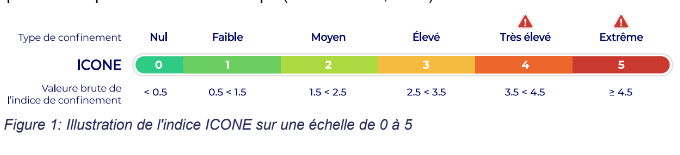 Type de confinement Nul Faible Moyen Élevé Très élevé Extrême
ICONE 0 1 2 3 4 5
Valeure brute de
l'indice de confinement < 0.5 0.5 < 1.5 1.5 < 2.5 2.5 < 3.5 3.5 < 4.5 ≥ 4.5
Figure 1: Illustration de l'indice ICONE sur une échelle de 0 à 5